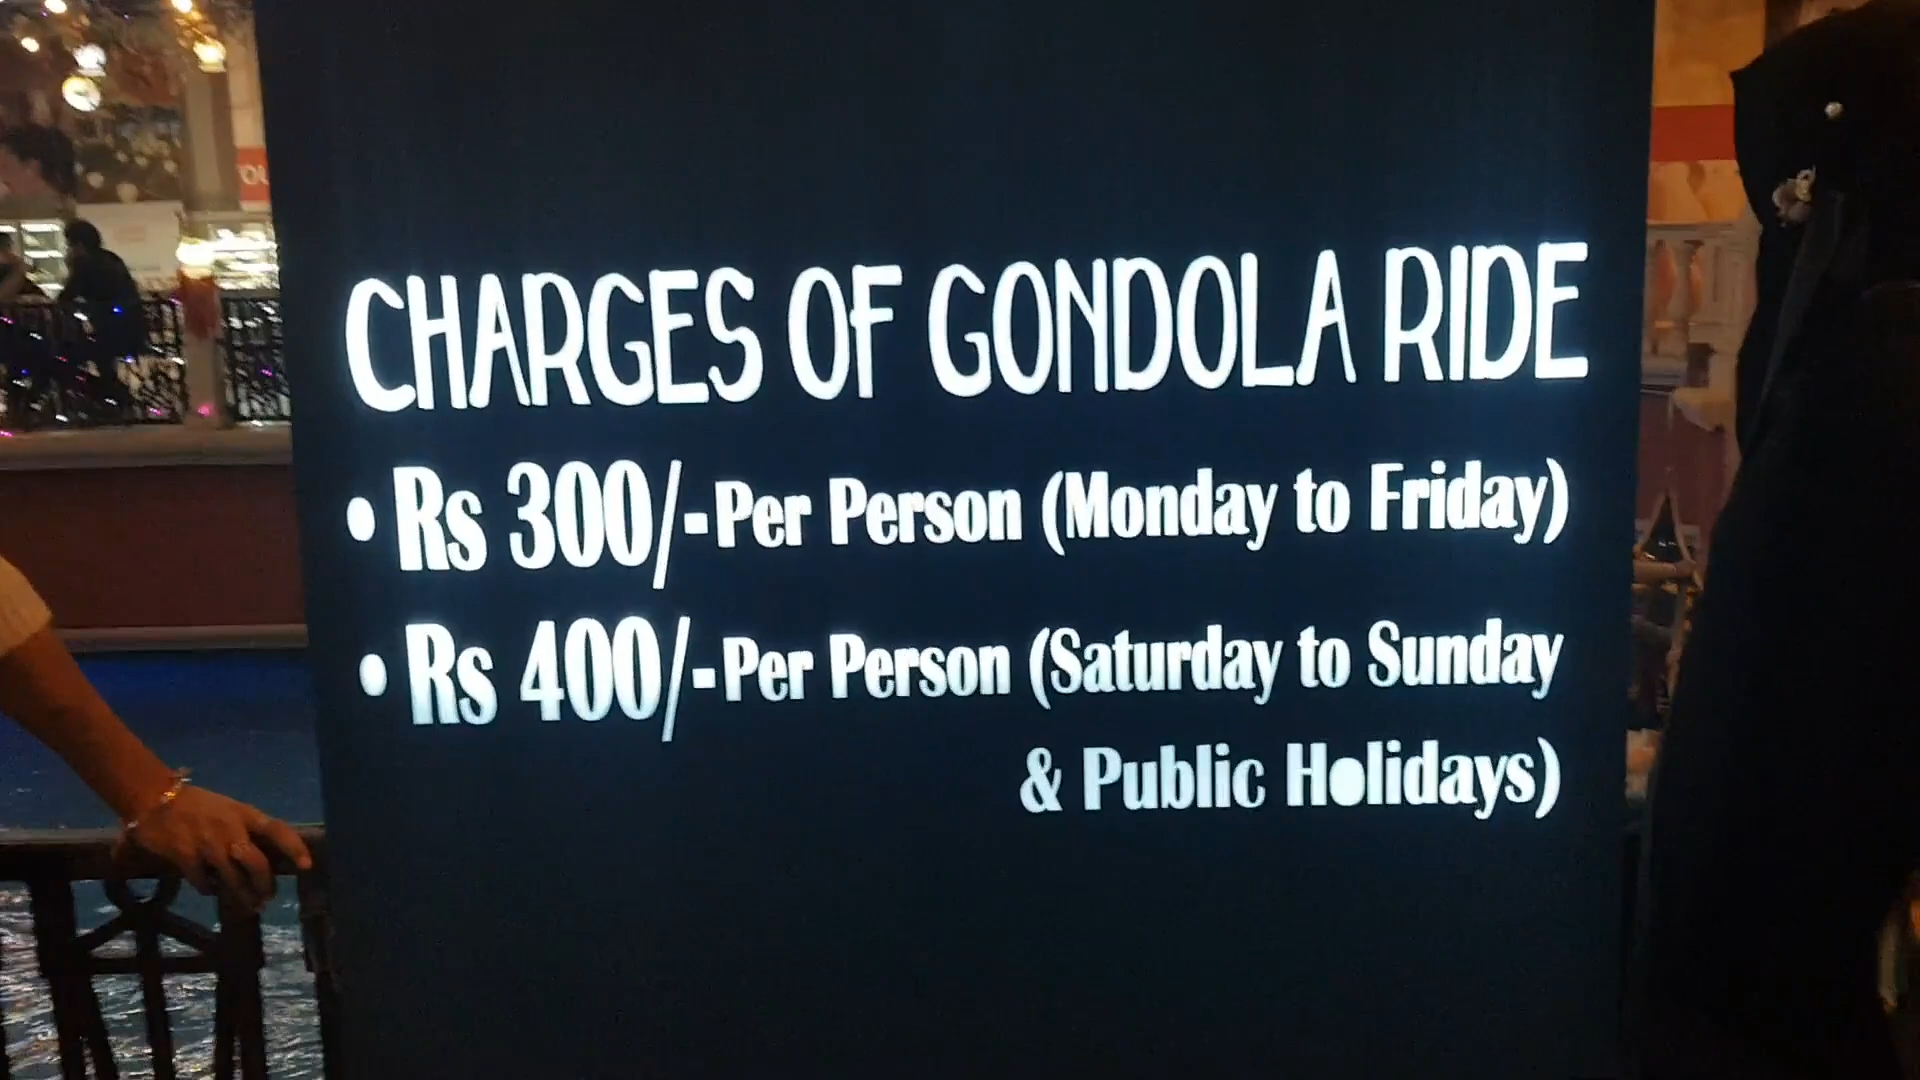 CHARGES OF GONDOLA RIDE
• Rs 300/-Per Person (Monday to Friday)
• Rs 400/-Per Person (Saturday to Sunday
& Public Holidays)